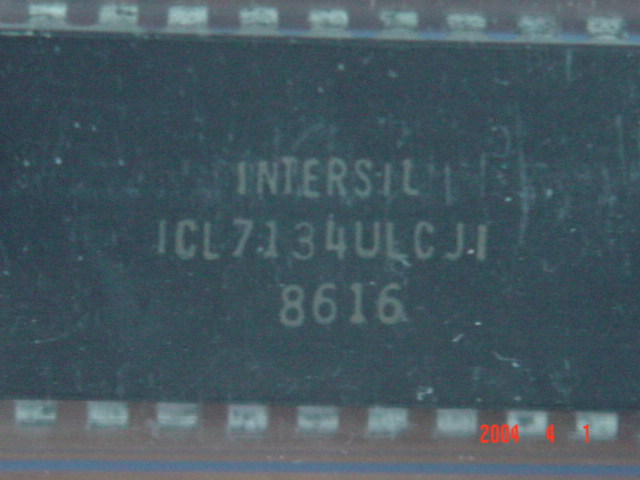 INTERSIL
ICL7134ULCJI
8616
2004 4 1